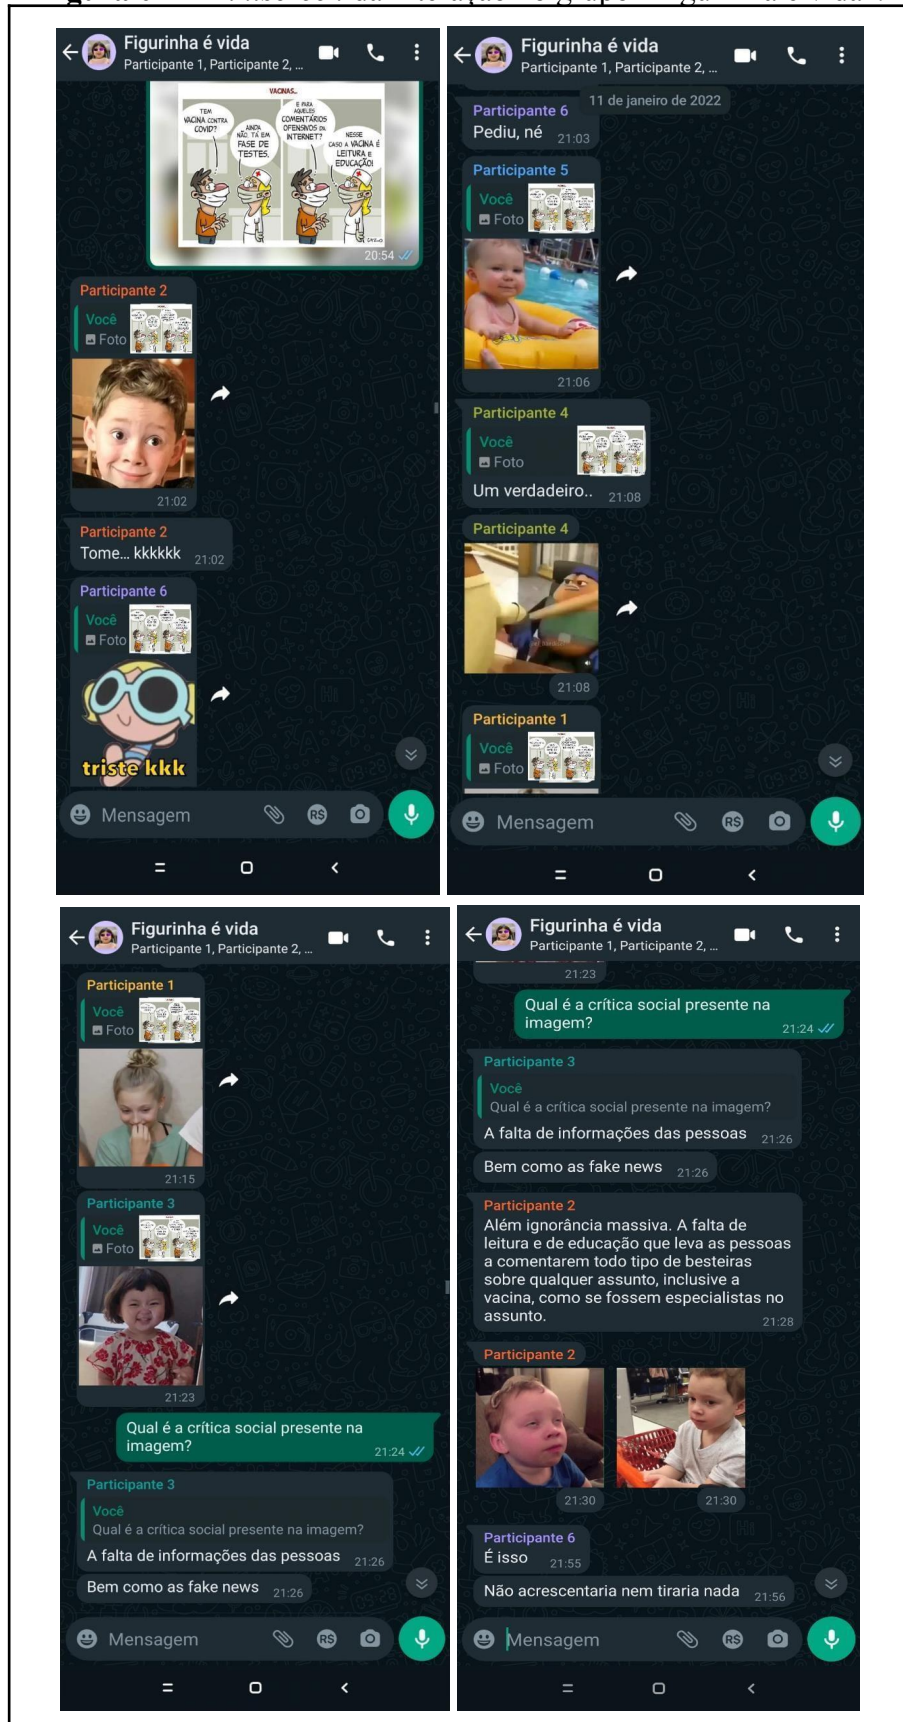 Figurinha é vida
Participante 1, Participante 2, ...
VACINAS...
TEM
VACINA CONTRA
COVID?
AINDA
NÃO. TÁ EM
FASE DE
TESTES.
E PARA
AQUELES
COMENTÁRIOS
OFENSIVOS DA
INTERNET?
NESSE
CASO A VACINA É
LEITURA E
EDUCAÇÃO!
20:54
Participante 2
Você
Foto
21:02
Participante 2
Tome... kkkkkk 21:02
Participante 6
Você
Foto
triste kkk
Mensagem
R$
Figurinha é vida
Participante 1, Participante 2, ...
11 de janeiro de 2022
Participante 6
Pediu, né 21:03
Participante 5
Você
Foto
21:06
Participante 4
Você
Foto
Um verdadeiro.. 21:08
Participante 4
21:08
Participante 1
Você
Foto
Mensagem
R$
Figurinha é vida
Participante 1, Participante 2, ...
Participante 1
Você
Foto
21:15
Participante 3
Você
Foto
21:23
Qual é a crítica social presente na
imagem? 21:24
Participante 3
Você
Qual é a crítica social presente na imagem?
A falta de informações das pessoas 21:26
Bem como as fake news 21:26
Mensagem
R$
Figurinha é vida
Participante 1, Participante 2, ...
21:23
Qual é a crítica social presente na
imagem? 21:24
Participante 3
Você
Qual é a crítica social presente na imagem?
A falta de informações das pessoas 21:26
Bem como as fake news 21:26
Participante 2
Além ignorância massiva. A falta de
leitura e de educação que leva as pessoas
a comentarem todo tipo de besteiras
sobre qualquer assunto, inclusive a
vacina, como se fossem especialistas no
assunto. 21:28
Participante 2
21:30
21:30
Participante 6
É isso 21:55
Não acrescentaria nem tiraria nada 21:56
Mensagem
R$